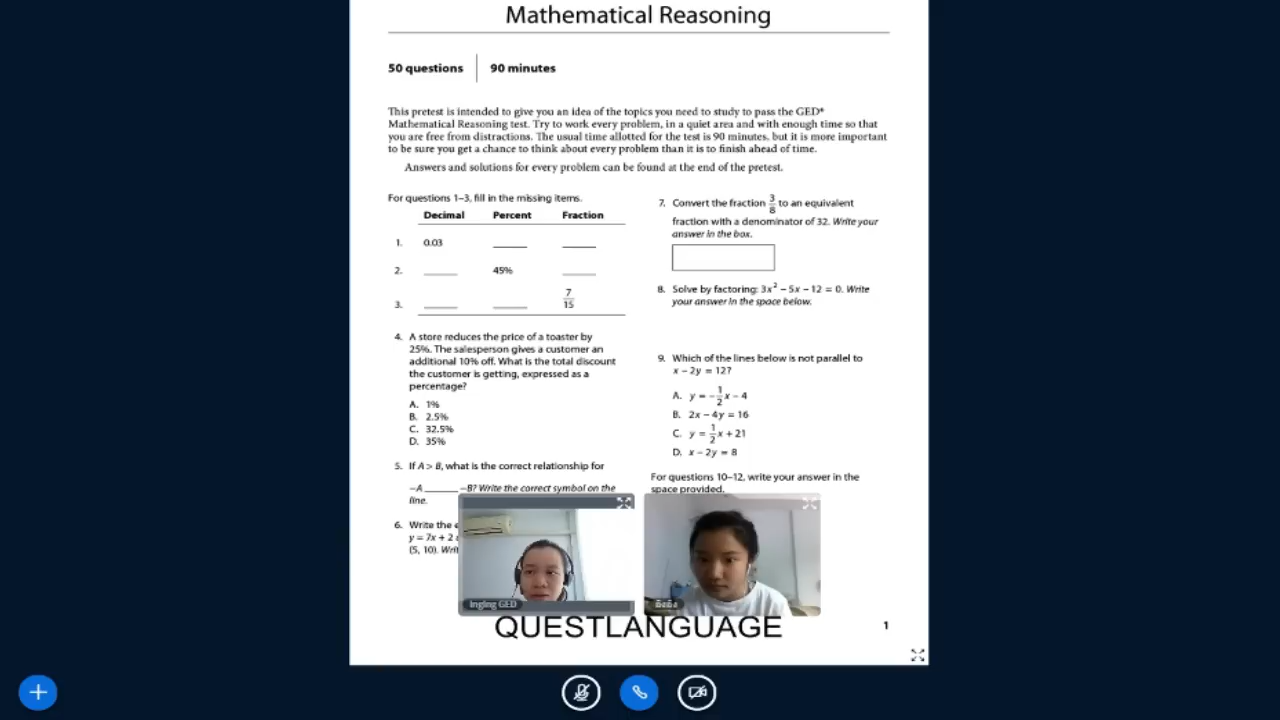 Mathematical Reasoning
50 questions
90 minutes
This pretest is intended to give you an idea of the topics you need to study to pass the GED®
Mathematical Reasoning test. Try to work every problem, in a quiet area and with enough time so that
you are free from distractions. The usual time allotted for the test is 90 minutes, but it is more important
to be sure you get a chance to think about every problem than it is to finish ahead of time.
Answers and solutions for every problem can be found at the end of the pretest.
For questions 1–3, fill in the missing items.
Decimal Percent Fraction
1. 0.03 ______ ______
2. ______ 45% ______
3. ______ ______ 7/15
4. A store reduces the price of a toaster by
25%. The salesperson gives a customer an
additional 10% off. What is the total discount
the customer is getting, expressed as a
percentage?
A. 1%
B. 2.5%
C. 32.5%
D. 35%
5. If A > B, what is the correct relationship for
–A ______ –B? Write the correct symbol on the
line.
6. Write the
y = 7x + 2
(5, 10).
7. Convert the fraction 3/8 to an equivalent
fraction with a denominator of 32. Write your
answer in the box.
8. Solve by factoring: 3x² – 5x – 12 = 0. Write
your answer in the space below.
9. Which of the lines below is not parallel to
x – 2y = 12?
A. y = –1/2x – 4
B. 2x – 4y = 16
C. y = 1/2x + 21
D. x – 2y = 8
For questions 10–12, write your answer in the
space provided.
Inging GED
QUESTLANGUAGE
1